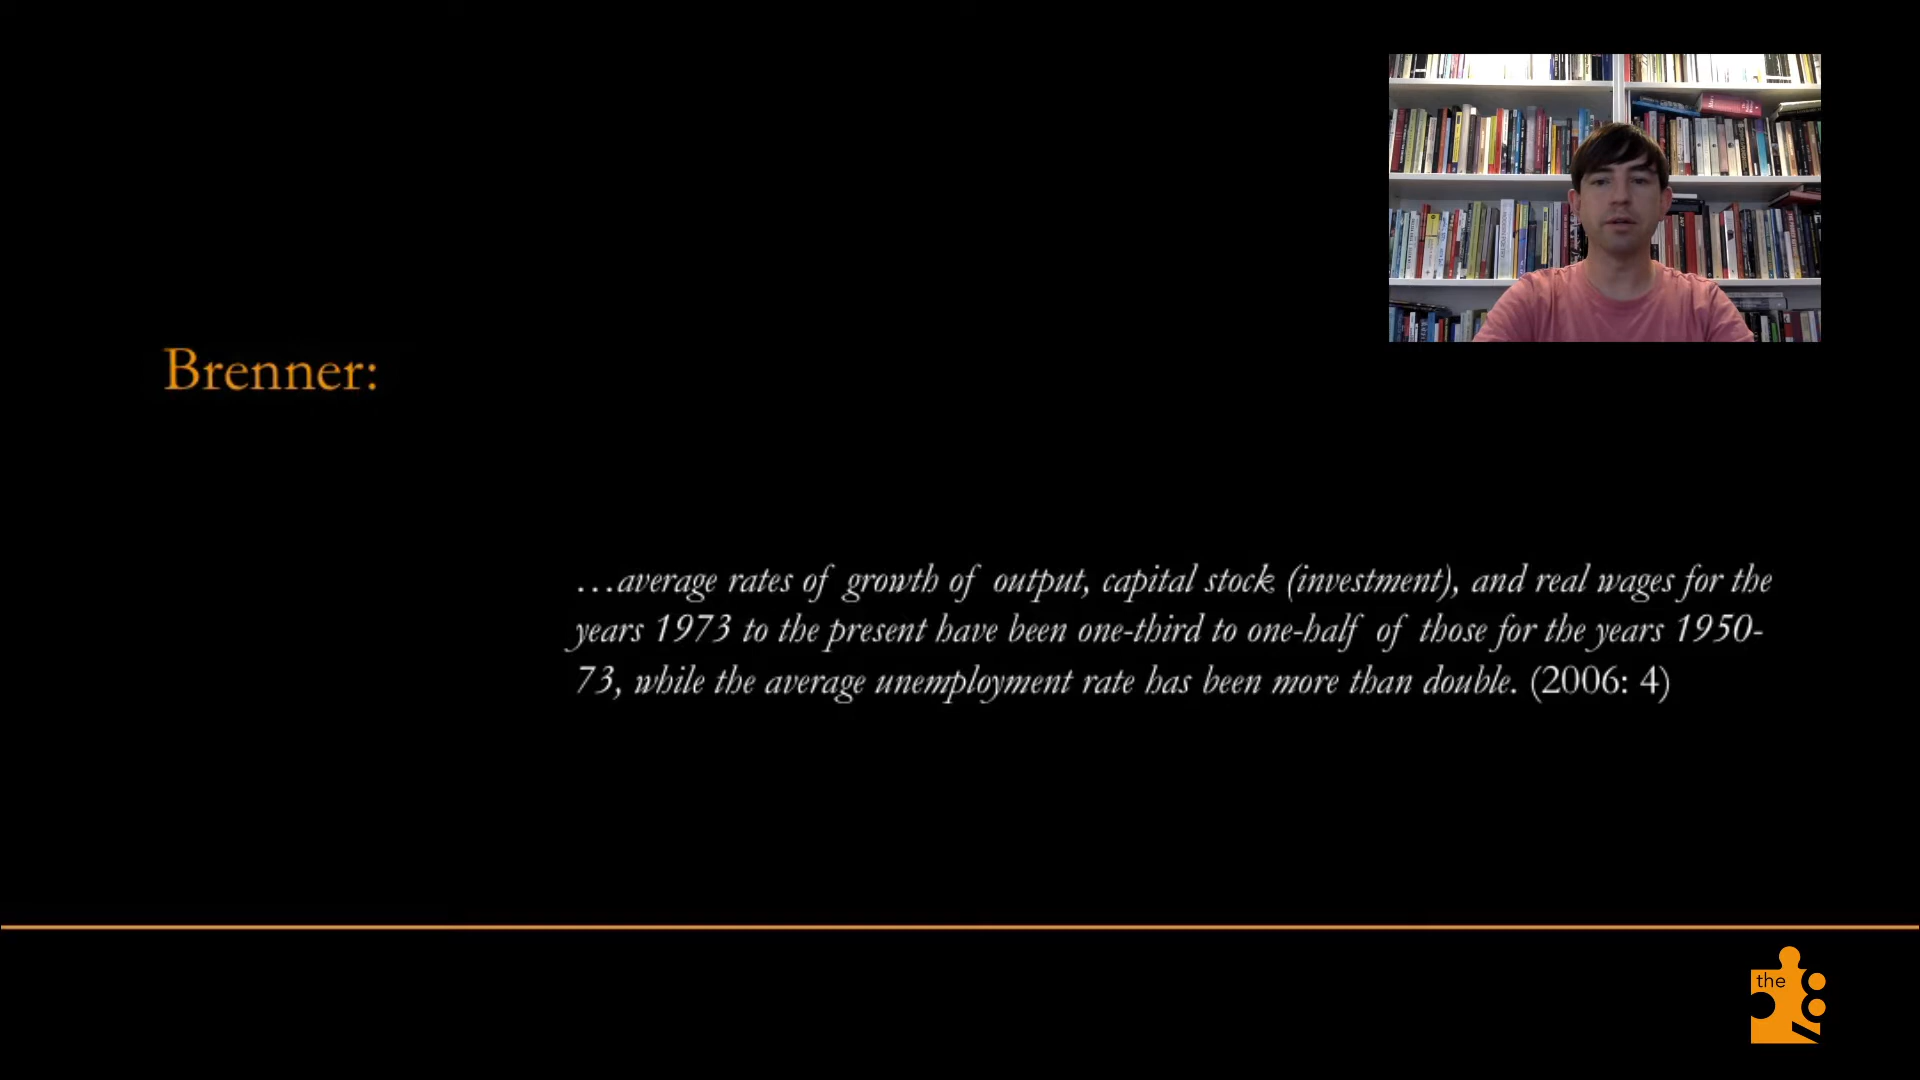 Brenner:
…average rates of growth of output, capital stock (investment), and real wages for the
years 1973 to the present have been one-third to one-half of those for the years 1950-
73, while the average unemployment rate has been more than double. (2006: 4)
the